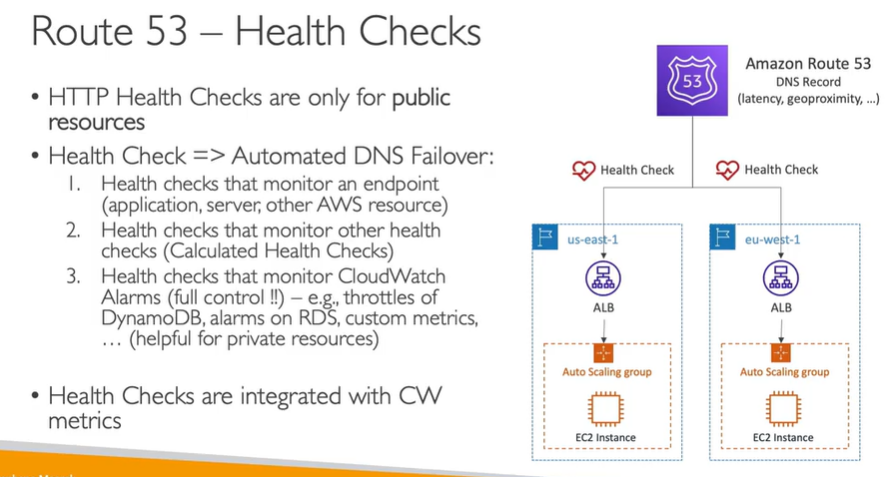 Route 53 – Health Checks
• HTTP Health Checks are only for public
resources
• Health Check => Automated DNS Failover:
1. Health checks that monitor an endpoint
(application, server, other AWS resource)
2. Health checks that monitor other health
checks (Calculated Health Checks)
3. Health checks that monitor CloudWatch
Alarms (full control !!) – e.g., throttles of
DynamoDB, alarms on RDS, custom metrics,
… (helpful for private resources)
• Health Checks are integrated with CW
metrics
53
Amazon Route 53
DNS Record
(latency, geoproximity, …)
Health Check
Health Check
us-east-1
eu-west-1
ALB
ALB
Auto Scaling group
Auto Scaling group
EC2 Instance
EC2 Instance